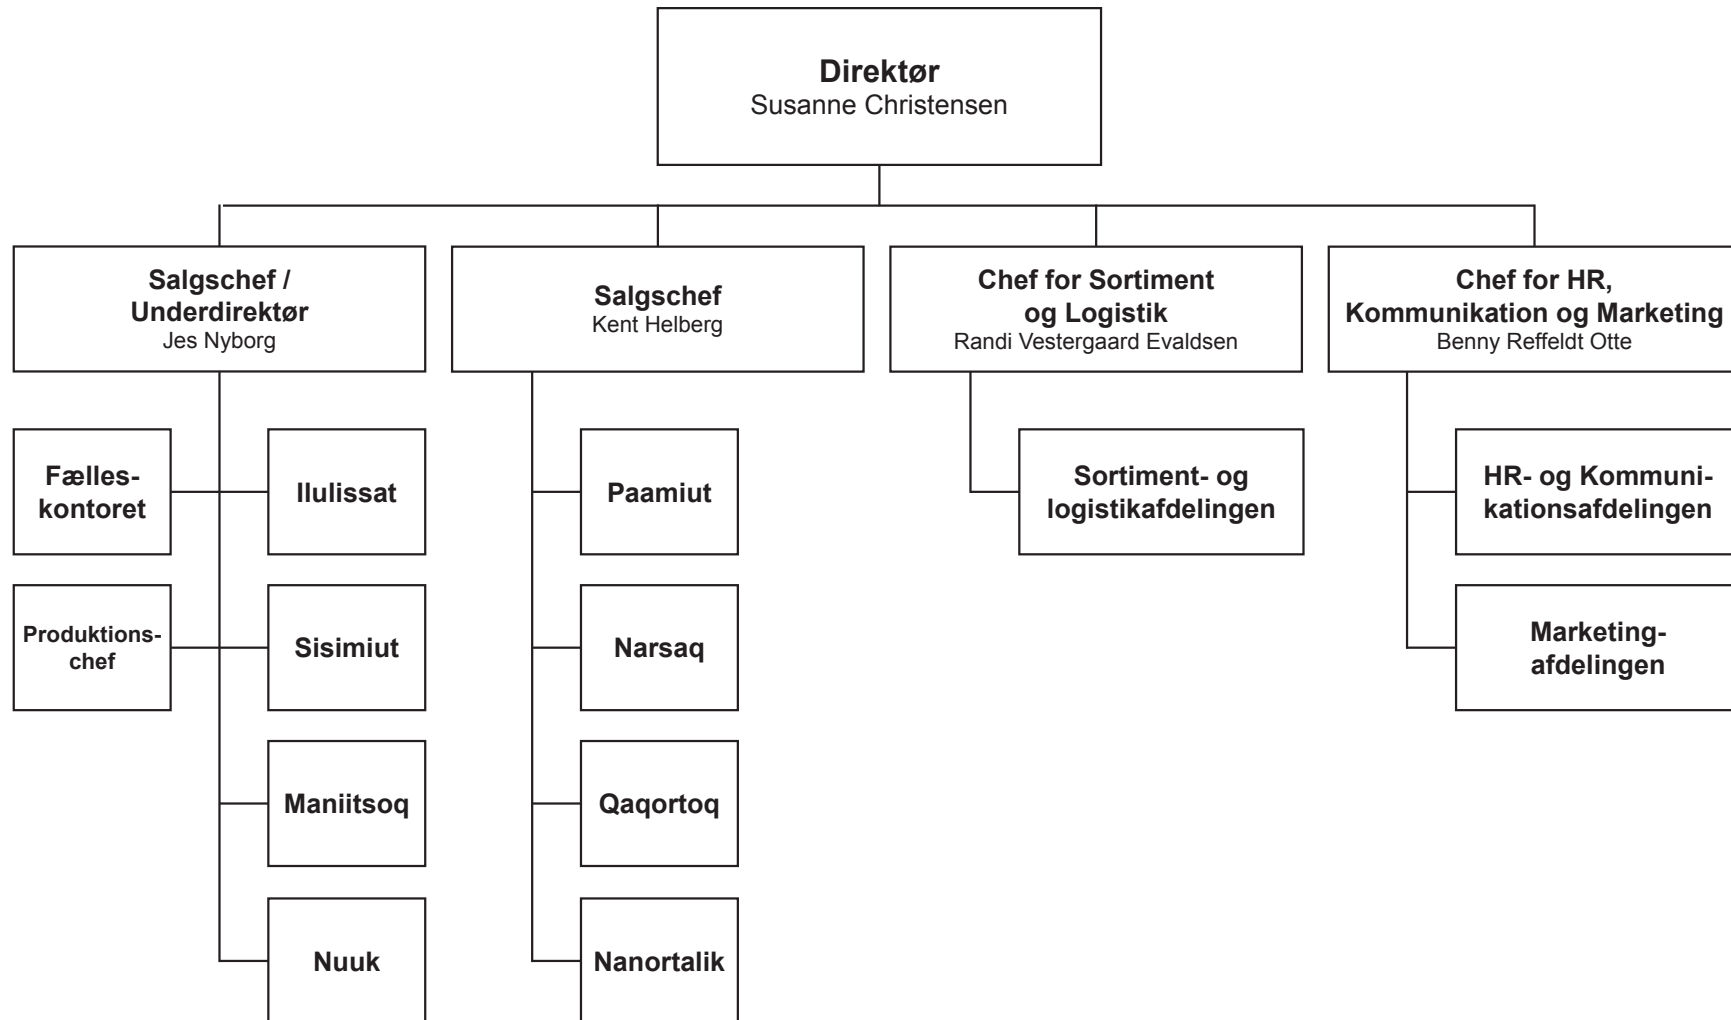 Direktør
Susanne Christensen
Salgschef /
Underdirektør
Jes Nyborg
Salgschef
Kent Helberg
Chef for Sortiment
og Logistik
Randi Vestergaard Evaldsen
Chef for HR,
Kommunikation og Marketing
Benny Reffeldt Otte
Fælles-
kontoret
Ilulissat
Paamiut
Sortiment- og
logistikafdelingen
HR- og Kommuni-
kationsafdelingen
Produktions-
chef
Sisimiut
Narsaq
Marketing-
afdelingen
Maniitsoq
Qaqortoq
Nuuk
Nanortalik